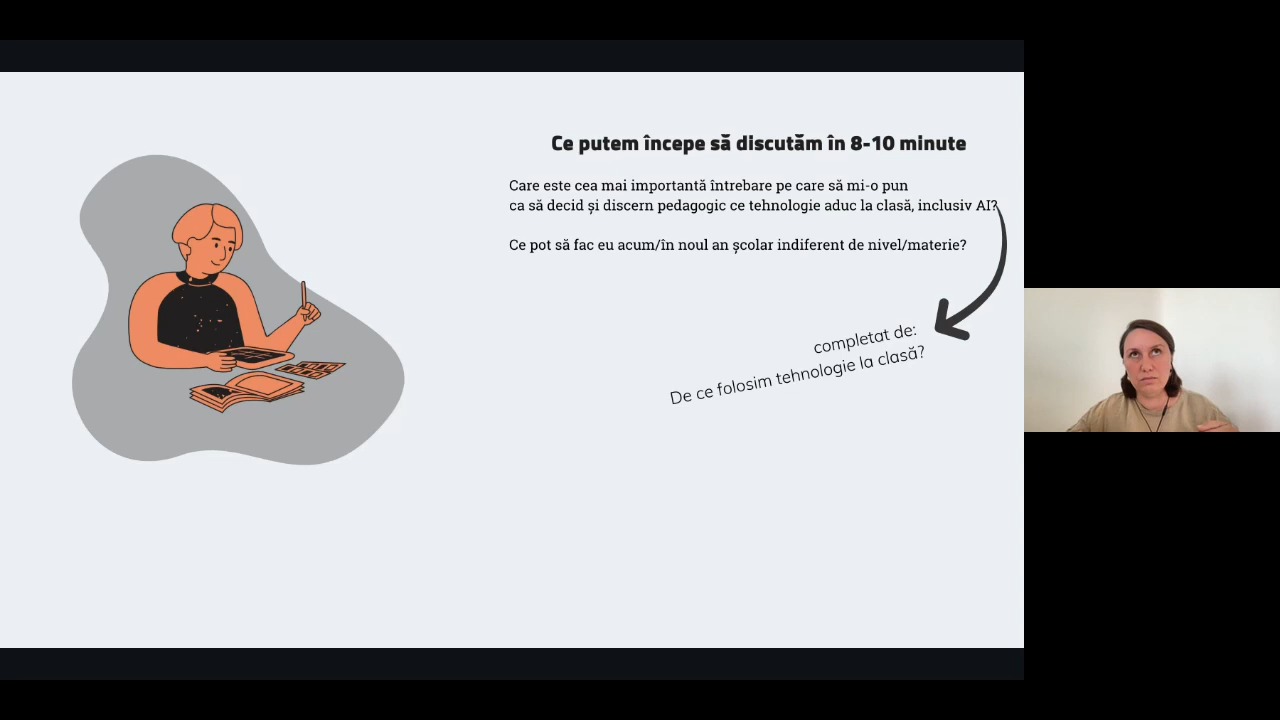 Ce putem începe să discutăm în 8-10 minute
Care este cea mai importantă întrebare pe care să mi-o pun
ca să decid și discern pedagogic ce tehnologie aduc la clasă, inclusiv AI?
Ce pot să fac eu acum/în noul an școlar indiferent de nivel/materie?
completat de:
De ce folosim tehnologie la clasă?